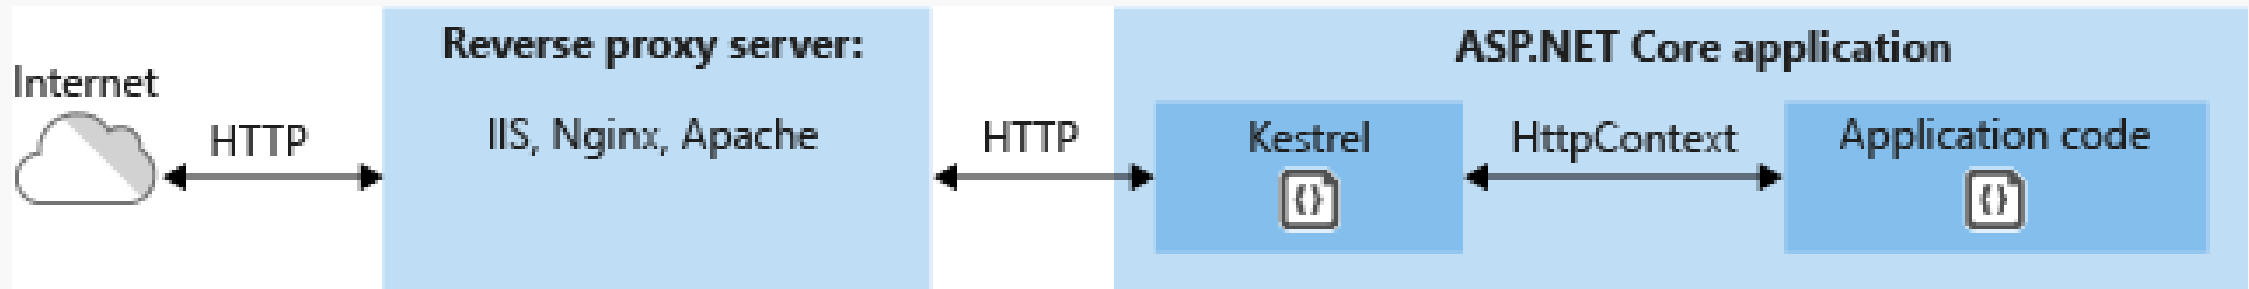 Internet
HTTP
Reverse proxy server:
IIS, Nginx, Apache
HTTP
ASP.NET Core application
Kestrel
{}
HttpContext
Application code
{}